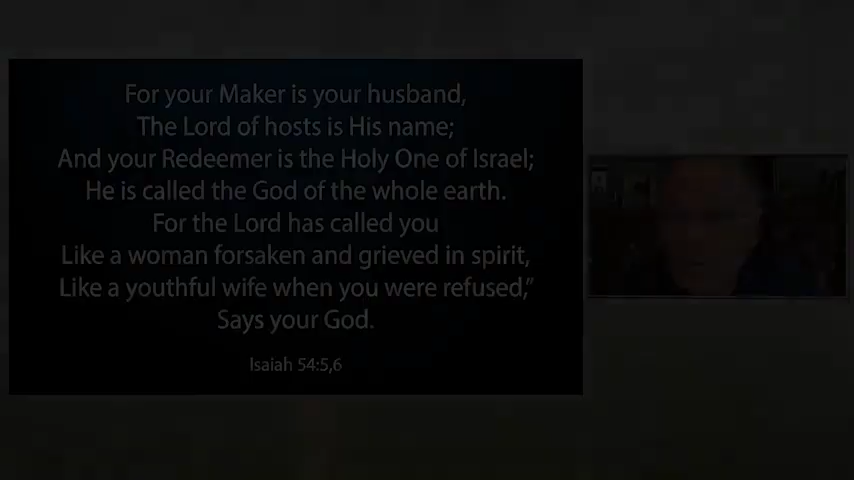 For your Maker is your husband,
The Lord of hosts is His name;
And your Redeemer is the Holy One of Israel;
He is called the God of the whole earth.
For the Lord has called you
Like a woman forsaken and grieved in spirit,
Like a youthful wife when you were refused,”
Says your God.
Isaiah 54:5,6